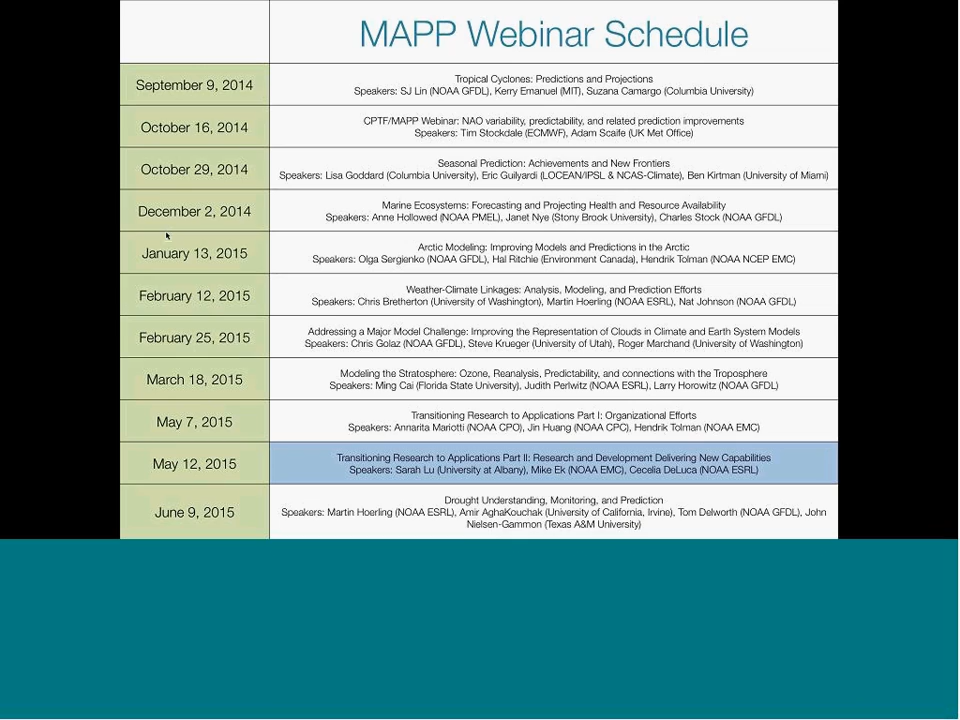 MAPP Webinar Schedule
September 9, 2014
Tropical Cyclones: Predictions and Projections
Speakers: SJ Lin (NOAA GFDL), Kerry Emanuel (MIT), Suzana Camargo (Columbia University)
October 16, 2014
CPTF/MAPP Webinar: NAO variability, predictability, and related prediction improvements
Speakers: Tim Stockdale (ECMWF), Adam Scaife (UK Met Office)
October 29, 2014
Seasonal Prediction: Achievements and New Frontiers
Speakers: Lisa Goddard (Columbia University), Eric Guilyardi (LOCEAN/IPSL & NCAS-Climate), Ben Kirtman (University of Miami)
December 2, 2014
Marine Ecosystems: Forecasting and Projecting Health and Resource Availability
Speakers: Anne Hollowed (NOAA PMEL), Janet Nye (Stony Brook University), Charles Stock (NOAA GFDL)
January 13, 2015
Arctic Modeling: Improving Models and Predictions in the Arctic
Speakers: Olga Sergienko (NOAA GFDL), Hal Ritchie (Environment Canada), Hendrik Tolman (NOAA NCEP EMC)
February 12, 2015
Weather-Climate Linkages: Analysis, Modeling, and Prediction Efforts
Speakers: Chris Bretherton (University of Washington), Martin Hoerling (NOAA ESRL), Nat Johnson (NOAA GFDL)
February 25, 2015
Addressing a Major Model Challenge: Improving the Representation of Clouds in Climate and Earth System Models
Speakers: Chris Golaz (NOAA GFDL), Steve Krueger (University of Utah), Roger Marchand (University of Washington)
March 18, 2015
Modeling the Stratosphere: Ozone, Reanalysis, Predictability, and connections with the Troposphere
Speakers: Ming Cai (Florida State University), Judith Perlwitz (NOAA ESRL), Larry Horowitz (NOAA GFDL)
May 7, 2015
Transitioning Research to Applications Part I: Organizational Efforts
Speakers: Annarita Mariotti (NOAA CPO), Jin Huang (NOAA CPC), Hendrik Tolman (NOAA EMC)
May 12, 2015
Transitioning Research to Applications Part II: Research and Development Delivering New Capabilities
Speakers: Sarah Lu (University at Albany), Mike Ek (NOAA EMC), Cecelia DeLuca (NOAA ESRL)
June 9, 2015
Drought Understanding, Monitoring, and Prediction
Speakers: Martin Hoerling (NOAA ESRL), Amir AghaKouchak (University of California, Irvine), Tom Delworth (NOAA GFDL), John
Nielsen-Gammon (Texas A&M University)